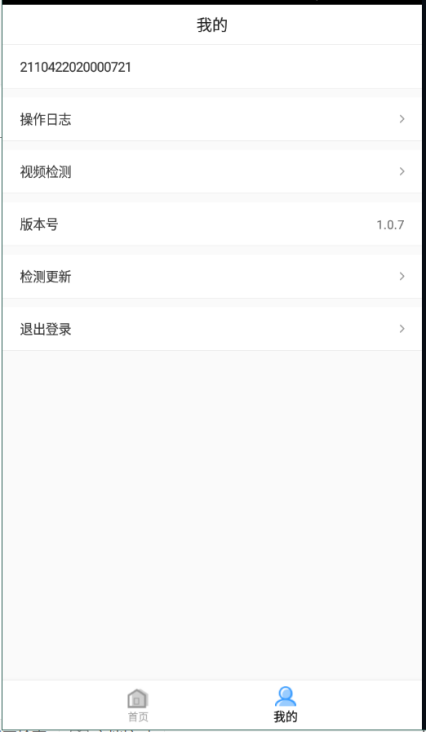 我的
2110422020000721
操作日志
视频检测
版本号 1.0.7
检测更新
退出登录
首页 我的